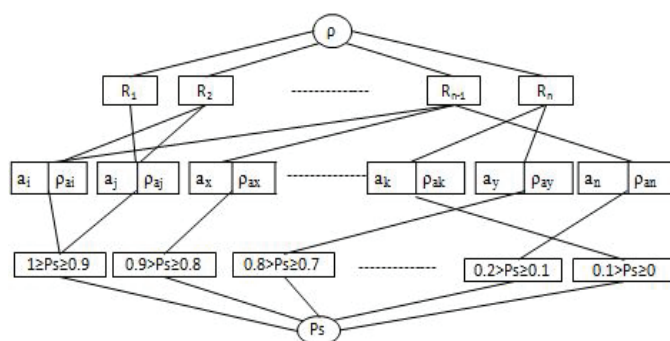 ρ
R₁ R₂ Rₙ₋₁ Rₙ
aᵢ ρₐᵢ aⱼ ρₐⱼ aₓ ρₐₓ aₖ ρₐₖ aᵧ ρₐᵧ aₙ ρₐₙ
1≥Ps≥0.9 0.9>Ps≥0.8 0.8>Ps≥0.7 0.2>Ps≥0.1 0.1>Ps≥0
Ps